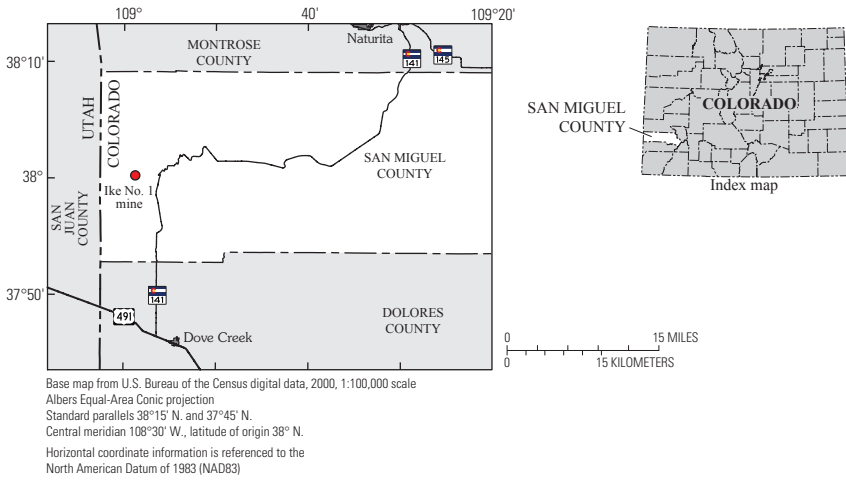 109°
40'
109°20'
38°10'
38°
37°50'
MONTROSE
COUNTY
Naturita
141
145
UTAH
COLORADO
SAN MIGUEL
COUNTY
Ike No. 1
mine
SAN
JUAN
COUNTY
141
491
Dove Creek
DOLORES
COUNTY
SAN MIGUEL
COUNTY
COLORADO
Index map
0
15 MILES
0
15 KILOMETERS
Base map from U.S. Bureau of the Census digital data, 2000, 1:100,000 scale
Albers Equal-Area Conic projection
Standard parallels 38°15' N. and 37°45' N.
Central meridian 108°30' W., latitude of origin 38° N.
Horizontal coordinate information is referenced to the
North American Datum of 1983 (NAD83)